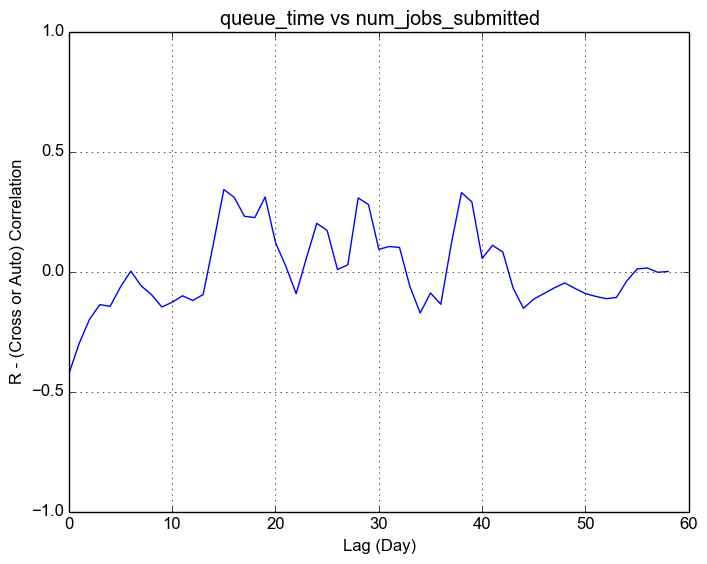 queue_time vs num_jobs_submitted
R - (Cross or Auto) Correlation
1.0
0.5
0.0
−0.5
−1.0
0 10 20 30 40 50 60
Lag (Day)